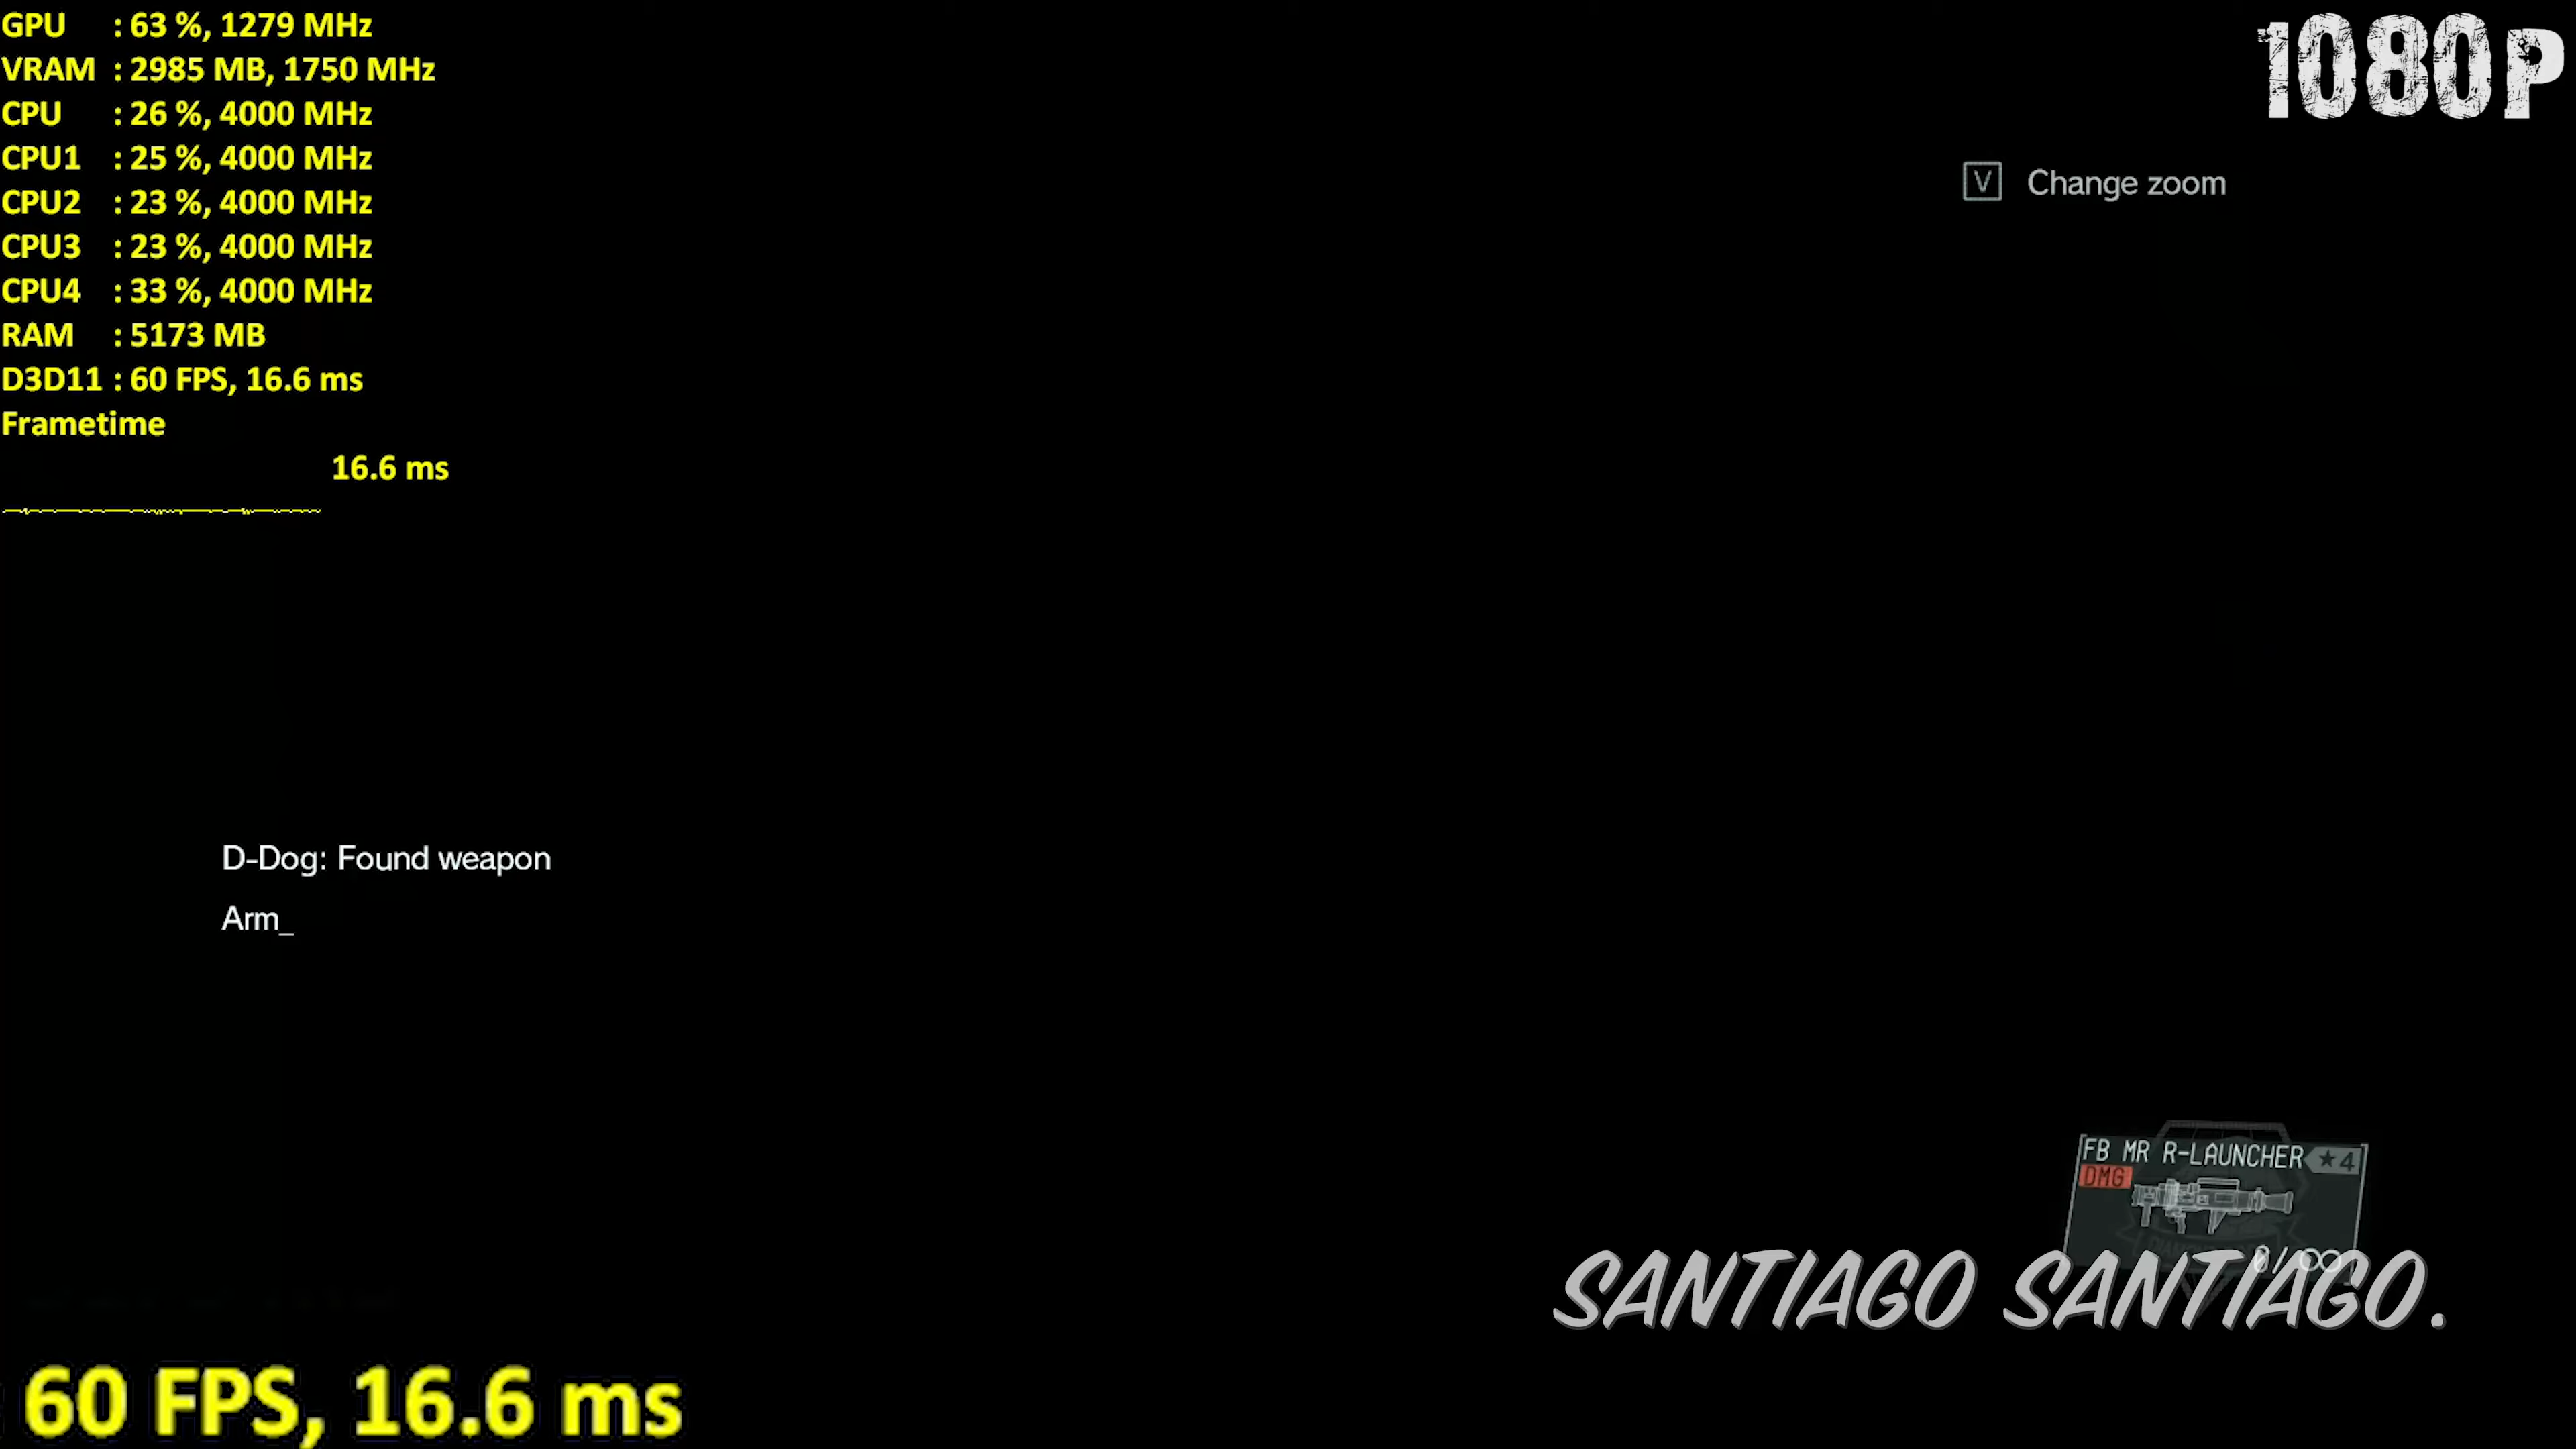 GPU : 63 %, 1279 MHz
VRAM : 2985 MB, 1750 MHz
CPU : 26 %, 4000 MHz
CPU1 : 25 %, 4000 MHz
CPU2 : 23 %, 4000 MHz
CPU3 : 23 %, 4000 MHz
CPU4 : 33 %, 4000 MHz
RAM : 5173 MB
D3D11 : 60 FPS, 16.6 ms
Frametime
16.6 ms
1080P
V Change zoom
D-Dog: Found weapon
Arm_
FB MR R-LAUNCHER ★4
DMG
0/∞
SANTIAGO SANTIAGO.
60 FPS, 16.6 ms